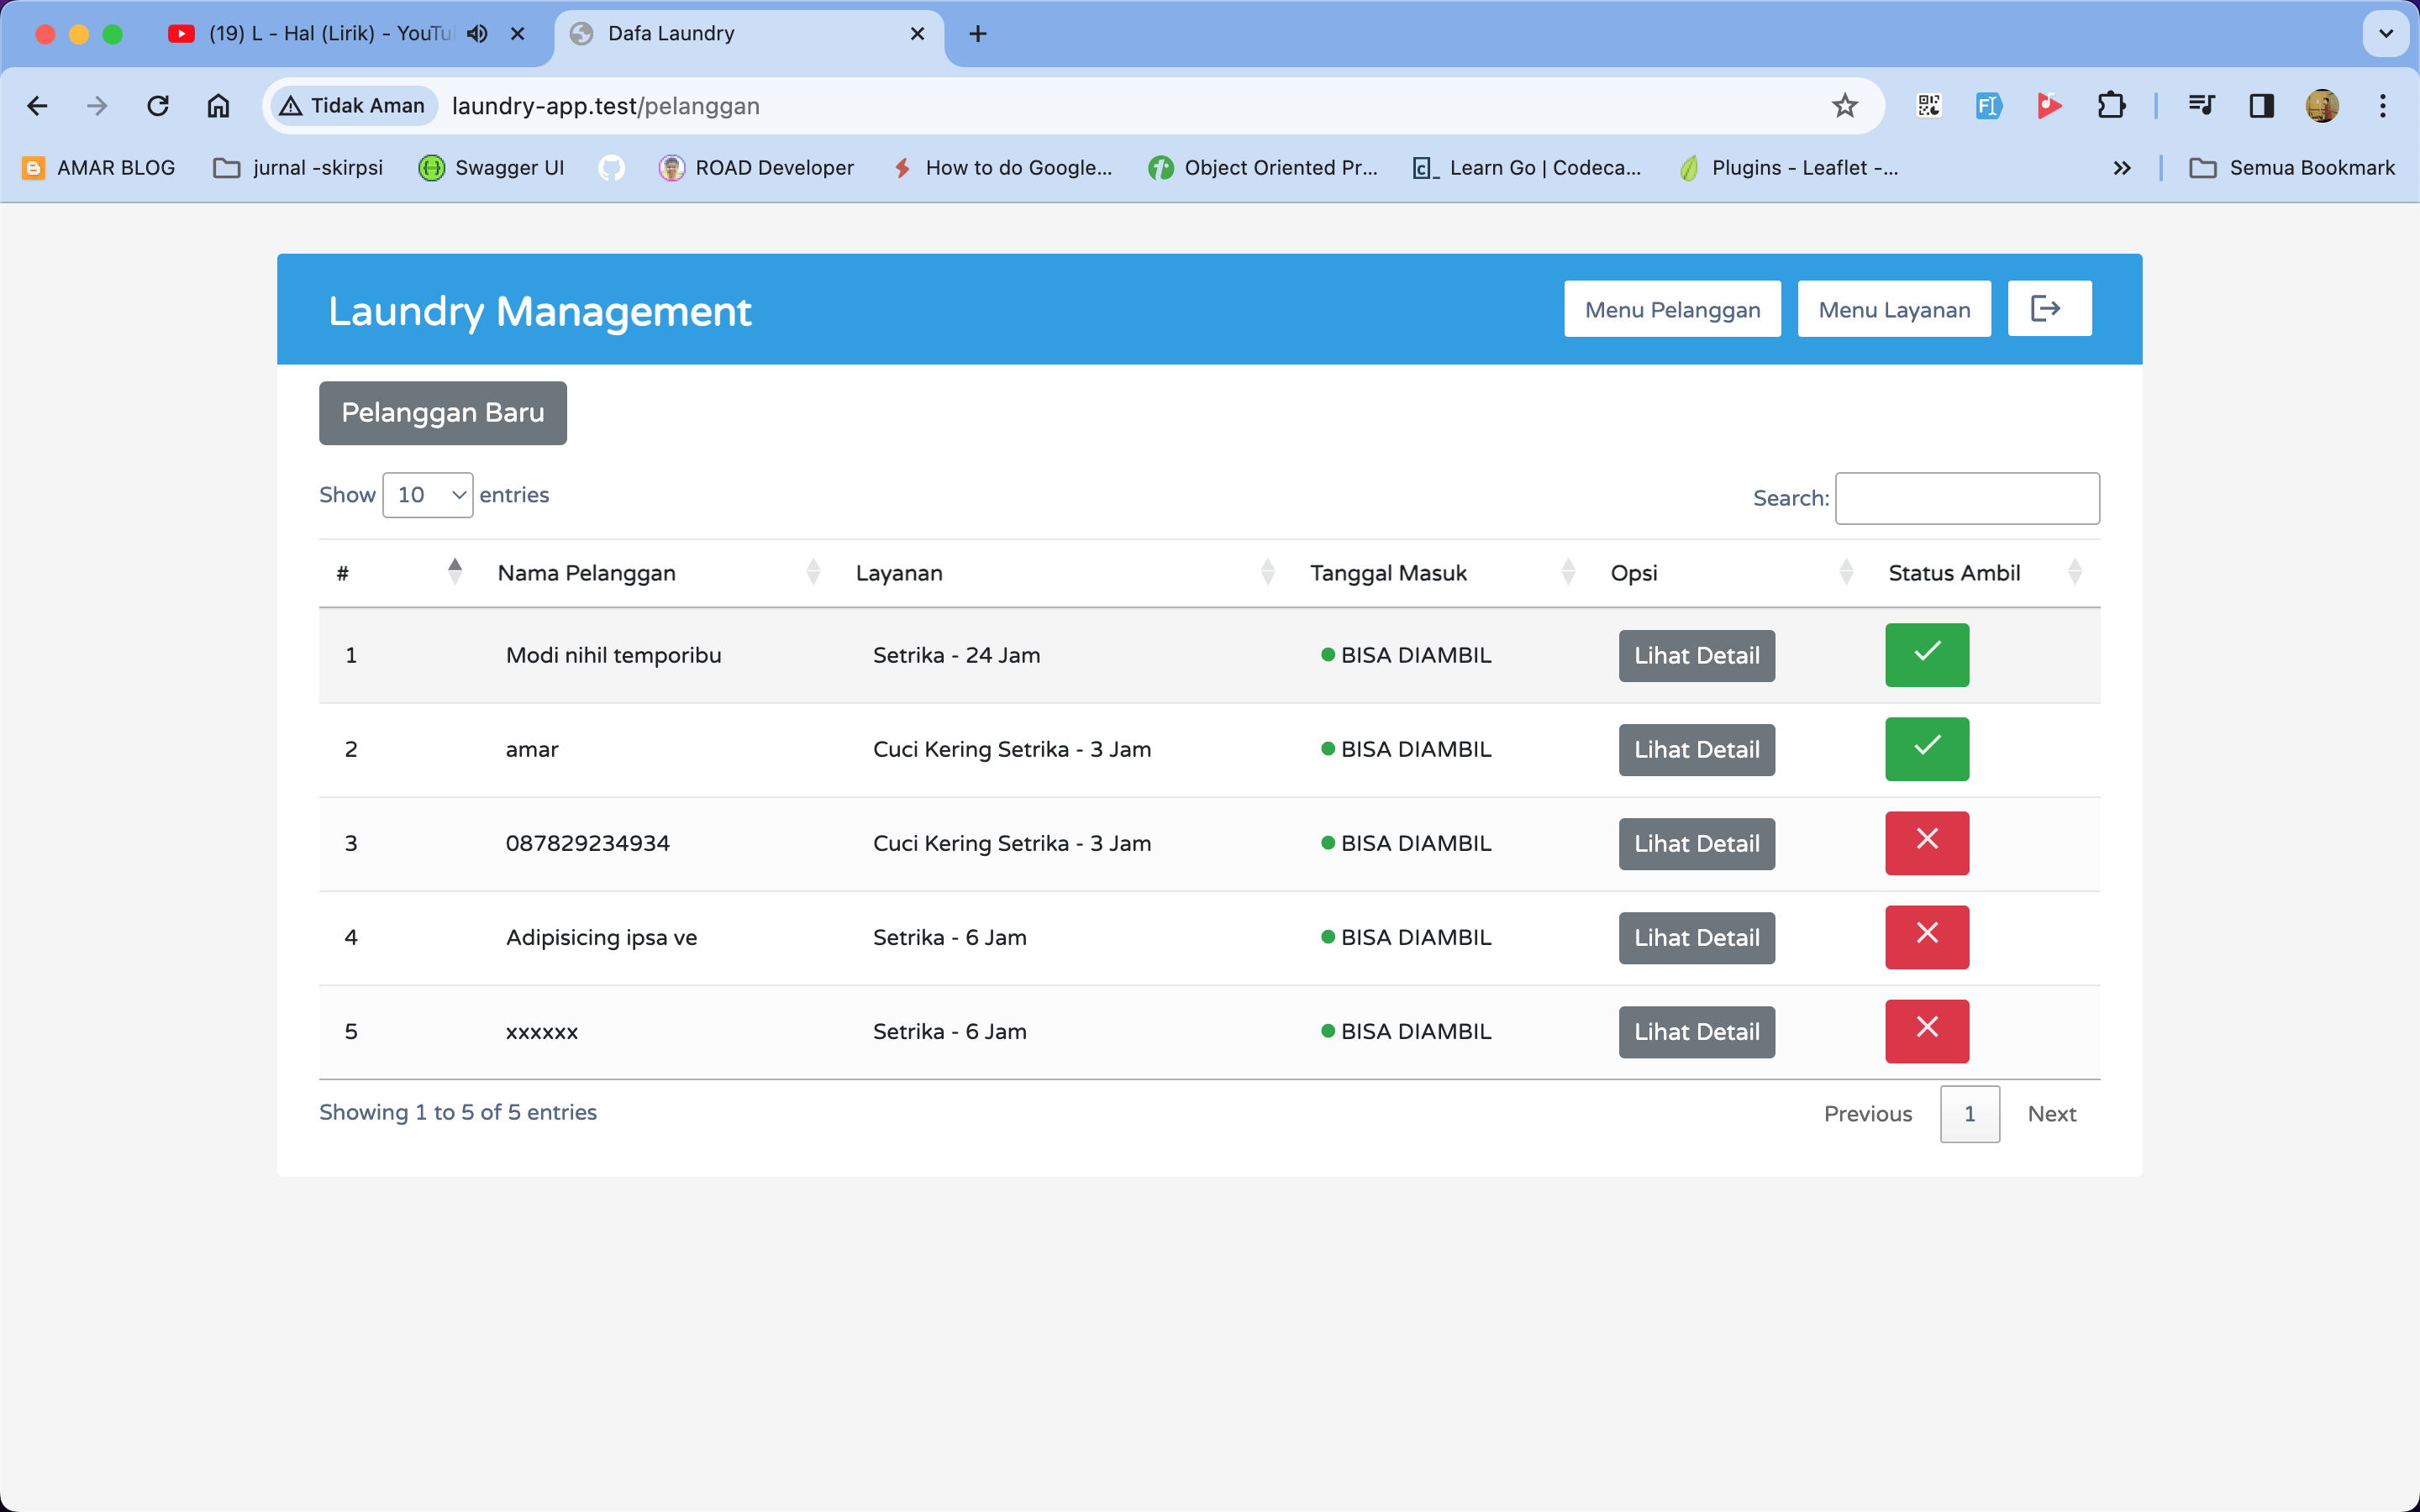 (19) L - Hal (Lirik) - YouTu
Dafa Laundry
Tidak Aman
laundry-app.test/pelanggan
AMAR BLOG
jurnal -skirpsi
Swagger UI
ROAD Developer
How to do Google...
Object Oriented Pr...
Learn Go | Codeca...
Plugins - Leaflet -...
Semua Bookmark
Laundry Management
Menu Pelanggan
Menu Layanan
Pelanggan Baru
Show 10 entries
Search:
# Nama Pelanggan Layanan Tanggal Masuk Opsi Status Ambil
1 Modi nihil temporibu Setrika - 24 Jam BISA DIAMBIL Lihat Detail
2 amar Cuci Kering Setrika - 3 Jam BISA DIAMBIL Lihat Detail
3 087829234934 Cuci Kering Setrika - 3 Jam BISA DIAMBIL Lihat Detail
4 Adipisicing ipsa ve Setrika - 6 Jam BISA DIAMBIL Lihat Detail
5 xxxxxx Setrika - 6 Jam BISA DIAMBIL Lihat Detail
Showing 1 to 5 of 5 entries
Previous 1 Next